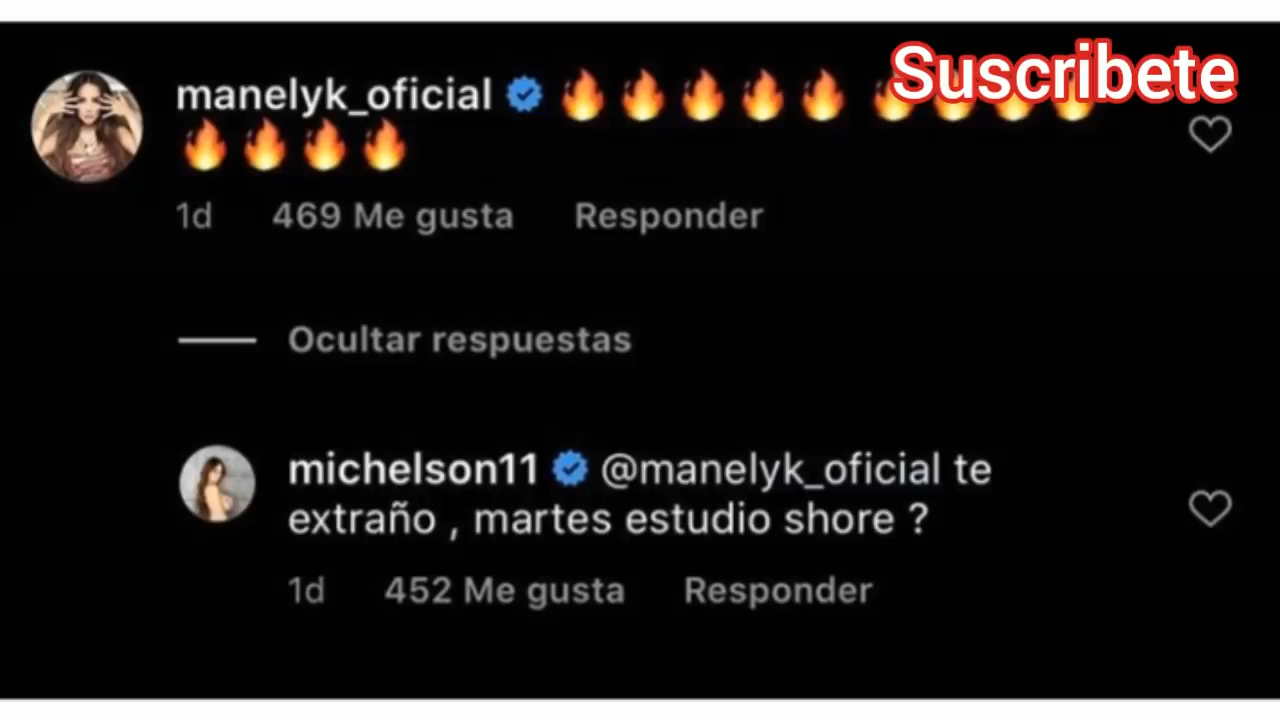 Suscribete
manelyk_oficial 🔥🔥🔥🔥🔥🔥🔥🔥🔥
🔥🔥🔥🔥
1d 469 Me gusta Responder
Ocultar respuestas
michelson11 @manelyk_oficial te
extraño , martes estudio shore ?
1d 452 Me gusta Responder